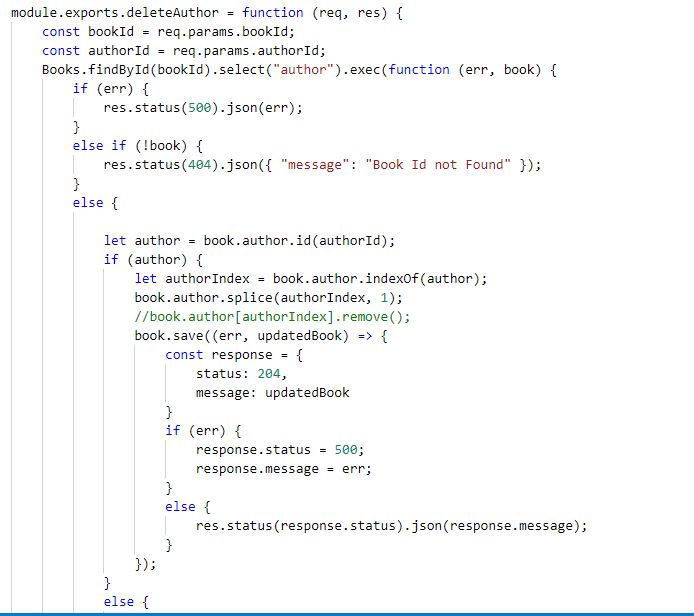 module.exports.deleteAuthor = function (req, res) {
    const bookId = req.params.bookId;
    const authorId = req.params.authorId;
    Books.findById(bookId).select("author").exec(function (err, book) {
        if (err) {
            res.status(500).json(err);
        }
        else if (!book) {
            res.status(404).json({ "message": "Book Id not Found" });
        }
        else {

            let author = book.author.id(authorId);
            if (author) {
                let authorIndex = book.author.indexOf(author);
                book.author.splice(authorIndex, 1);
                //book.author[authorIndex].remove();
                book.save((err, updatedBook) => {
                    const response = {
                        status: 204,
                        message: updatedBook
                    }
                    if (err) {
                        response.status = 500;
                        response.message = err;
                    }
                    else {
                        res.status(response.status).json(response.message);
                    }
                });
            }
            else {